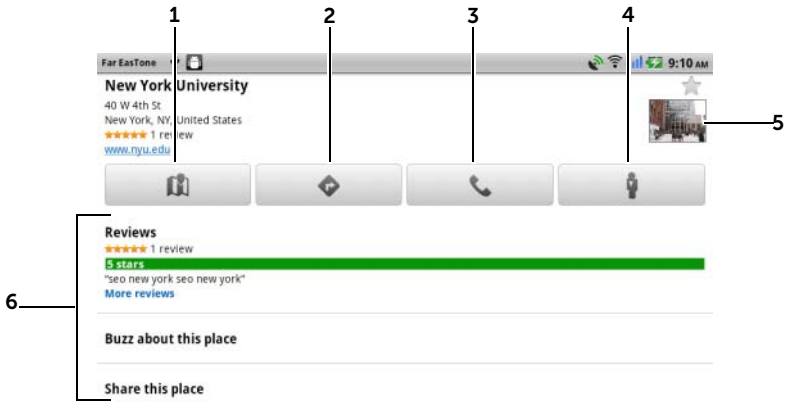 1 2 3 4
Far EasTone 9:10 AM
New York University
40 W 4th St
New York, NY, United States
1 review
www.nyu.edu
5
Reviews
1 review
5 stars
"seo new york seo new york"
More reviews
6
Buzz about this place
Share this place